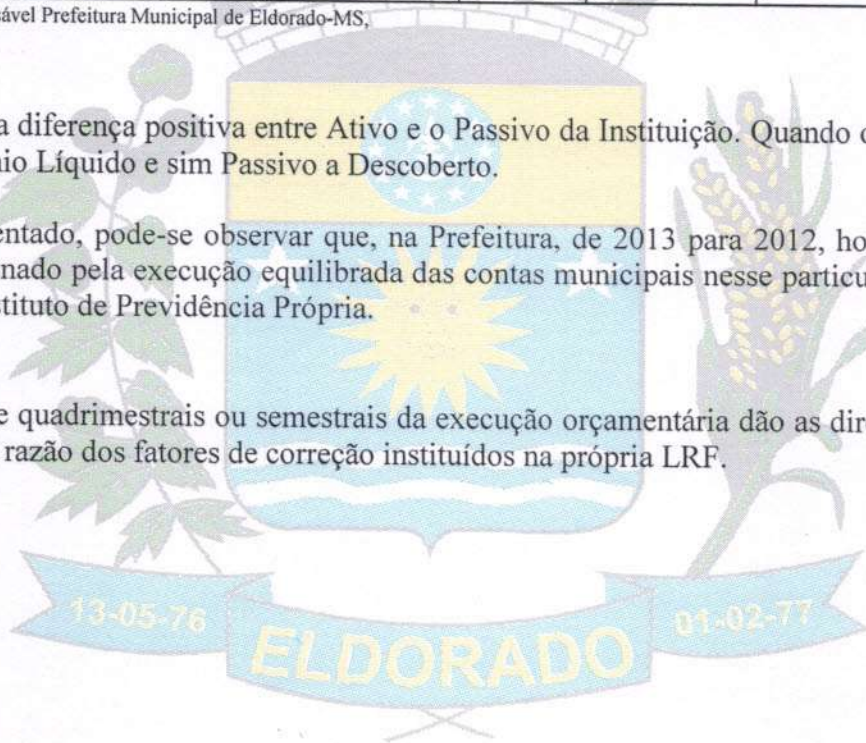 sável Prefeitura Municipal de Eldorado-MS,
a diferença positiva entre Ativo e o Passivo da Instituição. Quando o
nio Líquido e sim Passivo a Descoberto.
entado, pode-se observar que, na Prefeitura, de 2013 para 2012, ho
nado pela execução equilibrada das contas municipais nesse particu
stituto de Previdência Própria.
e quadrimestrais ou semestrais da execução orçamentária dão as dir
razão dos fatores de correção instituídos na própria LRF.
13-05-76
ELDORADO
01-02-77